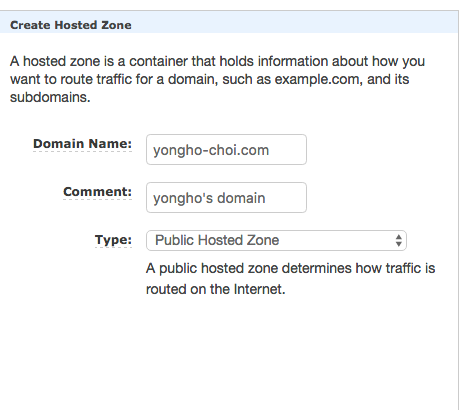 Create Hosted Zone
A hosted zone is a container that holds information about how you
want to route traffic for a domain, such as example.com, and its
subdomains.
Domain Name: yongho-choi.com
Comment: yongho's domain
Type: Public Hosted Zone
A public hosted zone determines how traffic is
routed on the Internet.